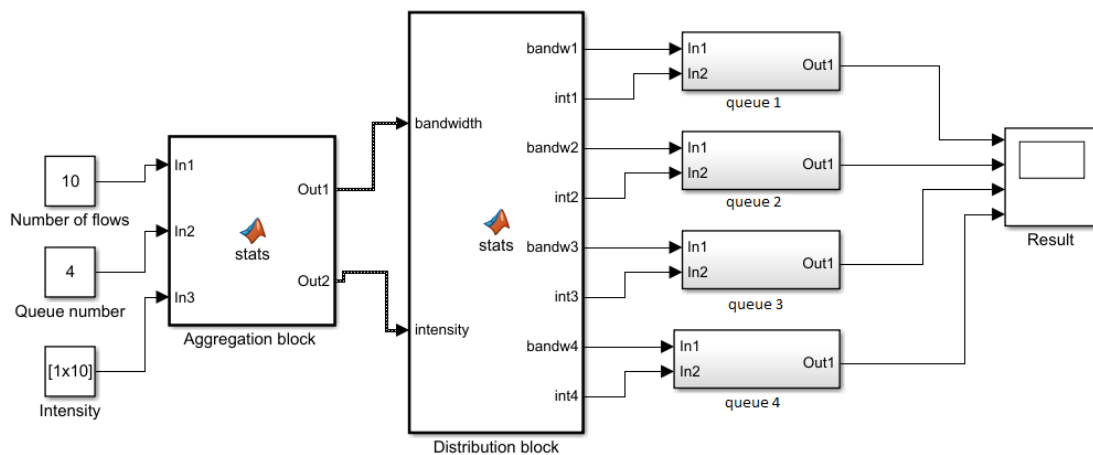 10
Number of flows
4
Queue number
[1x10]
Intensity
In1
In2
In3
Out1
Out2
stats
Aggregation block
bandwidth
intensity
stats
bandw1
int1
bandw2
int2
bandw3
int3
bandw4
int4
Distribution block
In1
In2
Out1
queue 1
In1
In2
Out1
queue 2
In1
In2
Out1
queue 3
In1
In2
Out1
queue 4
Result